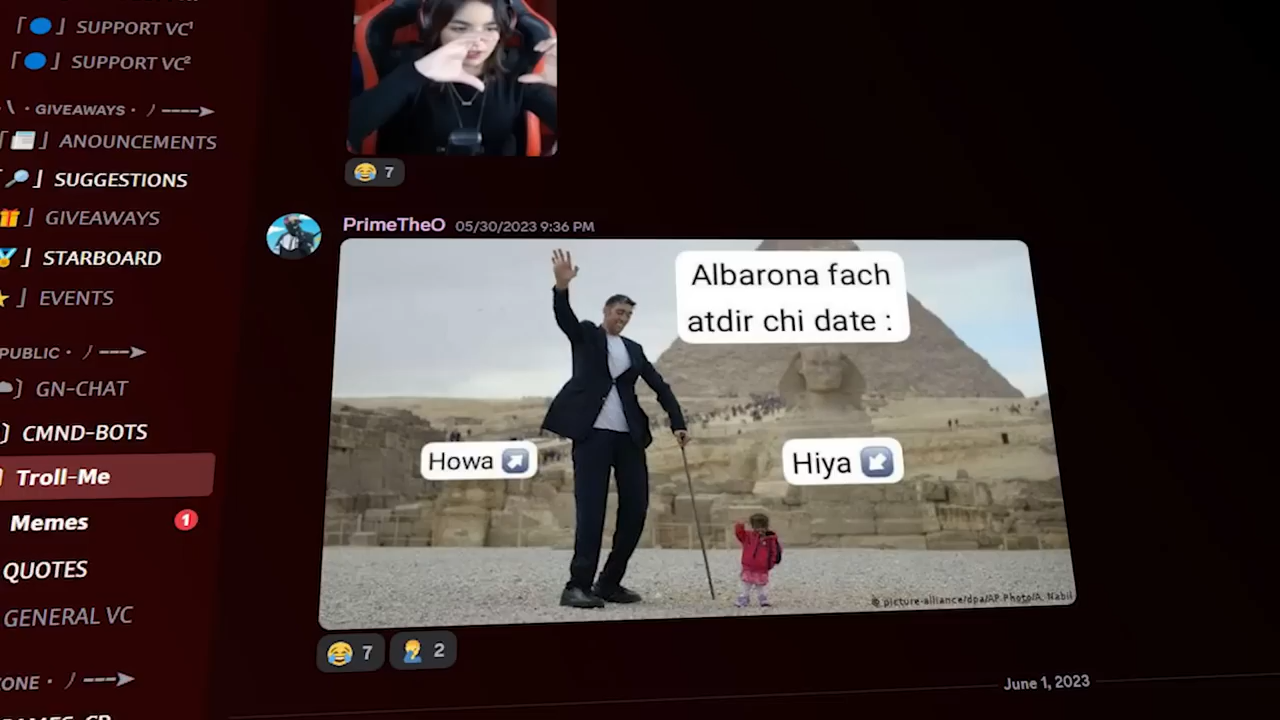 SUPPORT VC¹
SUPPORT VC²
GIVEAWAYS
ANOUNCEMENTS
SUGGESTIONS
GIVEAWAYS
STARBOARD
EVENTS
PUBLIC
GN-CHAT
CMND-BOTS
Troll-Me
Memes 1
QUOTES
GENERAL VC
7
PrimeTheO 05/30/2023 9:36 PM
Albarona fach
atdir chi date :
Howa
Hiya
© picture-alliance/dpa/AP Photo/A. Nabil
7 2
June 1, 2023